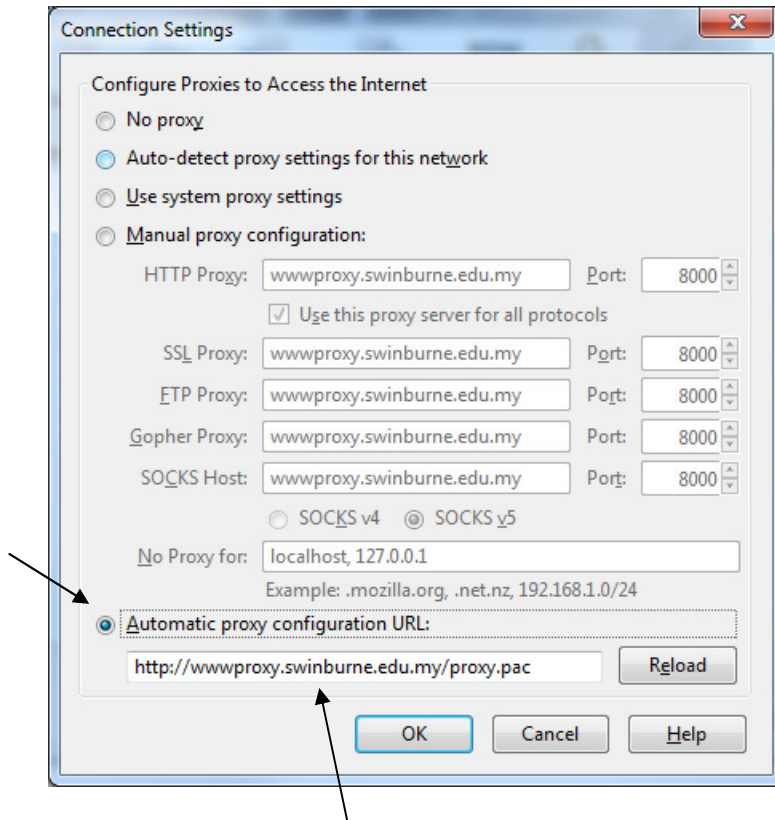 Connection Settings
Configure Proxies to Access the Internet
No proxy
Auto-detect proxy settings for this network
Use system proxy settings
Manual proxy configuration:
HTTP Proxy: wwwproxy.swinburne.edu.my Port: 8000
Use this proxy server for all protocols
SSL Proxy: wwwproxy.swinburne.edu.my Port: 8000
FTP Proxy: wwwproxy.swinburne.edu.my Port: 8000
Gopher Proxy: wwwproxy.swinburne.edu.my Port: 8000
SOCKS Host: wwwproxy.swinburne.edu.my Port: 8000
SOCKS v4 SOCKS v5
No Proxy for: localhost, 127.0.0.1
Example: .mozilla.org, .net.nz, 192.168.1.0/24
Automatic proxy configuration URL:
http://wwwproxy.swinburne.edu.my/proxy.pac Reload
OK Cancel Help